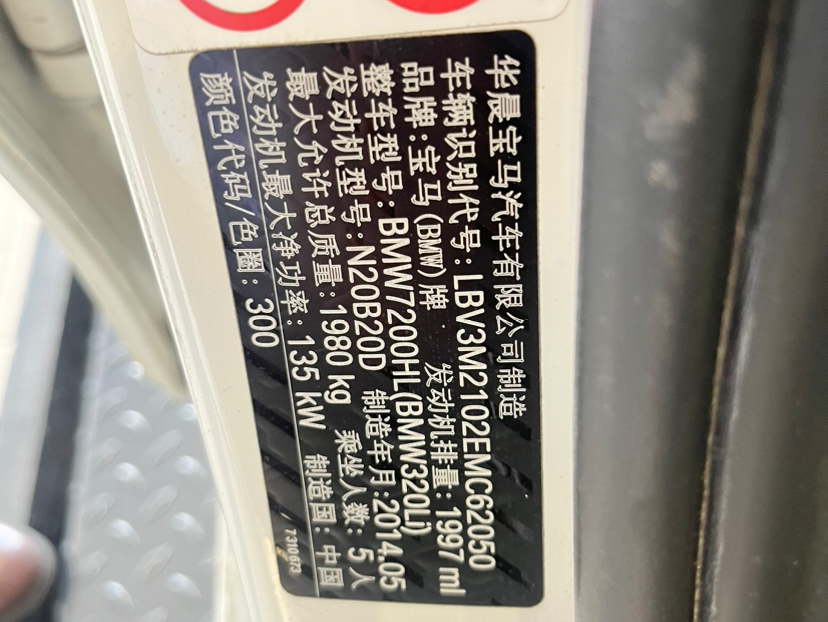 华晨宝马汽车有限公司制造
车辆识别代号: LBV3M2102EMC62050
品牌: 宝马(BMW)牌 发动机排量: 1997 ml
整车型号: BMW7200HL(BMW320Li)
发动机型号: N20B20D 制造年月: 2014.05
最大允许总质量: 1980 kg 乘坐人数: 5 人
发动机最大净功率: 135 kW 制造国: 中国
颜色代码/色圈: 300
7310673